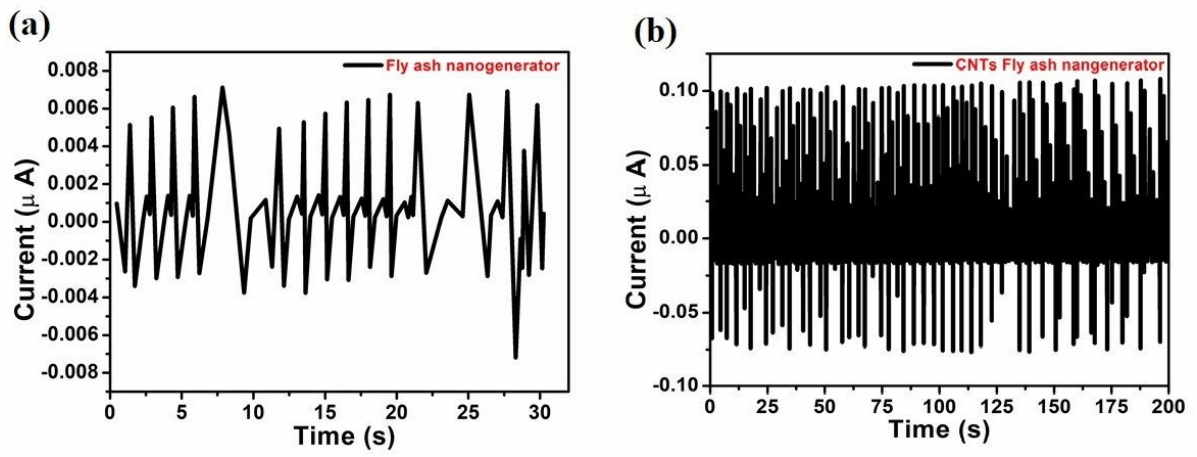 (a)
Fly ash nanogenerator
0.008
0.006
0.004
0.002
0.000
-0.002
-0.004
-0.006
-0.008
Current (μ A)
0 5 10 15 20 25 30
Time (s)
(b)
CNTs Fly ash nangenerator
0.10
0.05
0.00
-0.05
-0.10
Current (μ A)
0 25 50 75 100 125 150 175 200
Time (s)